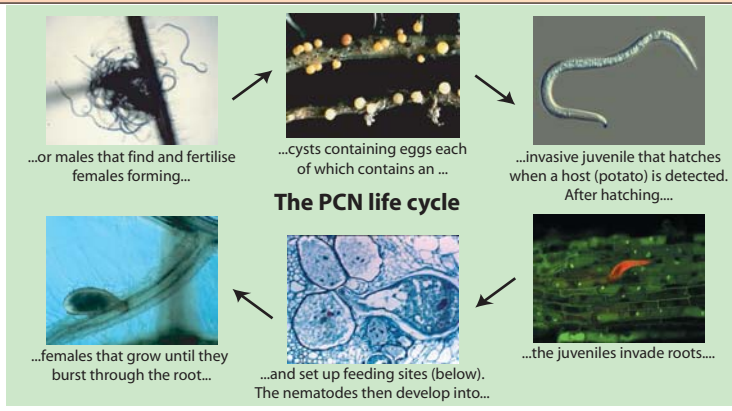 ...or males that find and fertilise
females forming...
...cysts containing eggs each
of which contains an ...
...invasive juvenile that hatches
when a host (potato) is detected.
After hatching....
The PCN life cycle
...females that grow until they
burst through the root...
...and set up feeding sites (below).
The nematodes then develop into...
...the juveniles invade roots....